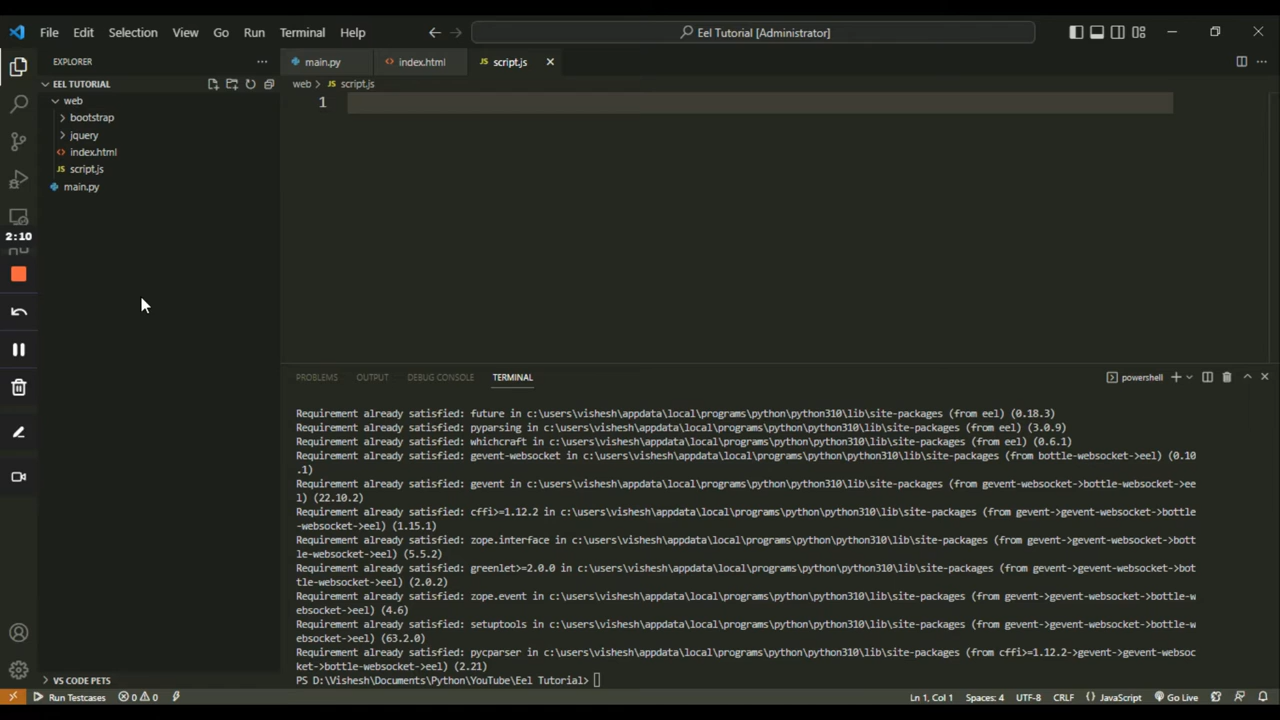 File Edit Selection View Go Run Terminal Help
Eel Tutorial [Administrator]
EXPLORER
main.py index.html script.js
EEL TUTORIAL
web > JS script.js
web
1
bootstrap
jquery
index.html
JS script.js
main.py
2:10
PROBLEMS OUTPUT DEBUG CONSOLE TERMINAL
powershell
Requirement already satisfied: future in c:\users\vishesh\appdata\local\programs\python\python310\lib\site-packages (from eel) (0.18.3)
Requirement already satisfied: pyparsing in c:\users\vishesh\appdata\local\programs\python\python310\lib\site-packages (from eel) (3.0.9)
Requirement already satisfied: whichcraft in c:\users\vishesh\appdata\local\programs\python\python310\lib\site-packages (from eel) (0.6.1)
Requirement already satisfied: gevent-websocket in c:\users\vishesh\appdata\local\programs\python\python310\lib\site-packages (from bottle-websocket->eel) (0.10
.1)
Requirement already satisfied: gevent in c:\users\vishesh\appdata\local\programs\python\python310\lib\site-packages (from gevent-websocket->bottle-websocket->ee
l) (22.10.2)
Requirement already satisfied: cffi>=1.12.2 in c:\users\vishesh\appdata\local\programs\python\python310\lib\site-packages (from gevent->gevent-websocket->bottle
-websocket->eel) (1.15.1)
Requirement already satisfied: zope.interface in c:\users\vishesh\appdata\local\programs\python\python310\lib\site-packages (from gevent->gevent-websocket->bott
le-websocket->eel) (5.5.2)
Requirement already satisfied: greenlet>=2.0.0 in c:\users\vishesh\appdata\local\programs\python\python310\lib\site-packages (from gevent->gevent-websocket->bot
tle-websocket->eel) (2.0.2)
Requirement already satisfied: zope.event in c:\users\vishesh\appdata\local\programs\python\python310\lib\site-packages (from gevent->gevent-websocket->bottle-w
ebsocket->eel) (4.6)
Requirement already satisfied: setuptools in c:\users\vishesh\appdata\local\programs\python\python310\lib\site-packages (from gevent->gevent-websocket->bottle-w
ebsocket->eel) (63.2.0)
Requirement already satisfied: pycparser in c:\users\vishesh\appdata\local\programs\python\python310\lib\site-packages (from cffi>=1.12.2->gevent->gevent-websoc
ket->bottle-websocket->eel) (2.21)
PS D:\Vishesh\Documents\Python\YouTube\Eel Tutorial>
VS CODE PETS
Run Testcases 0 0 Ln 1, Col 1 Spaces: 4 UTF-8 CRLF {} JavaScript Go Live